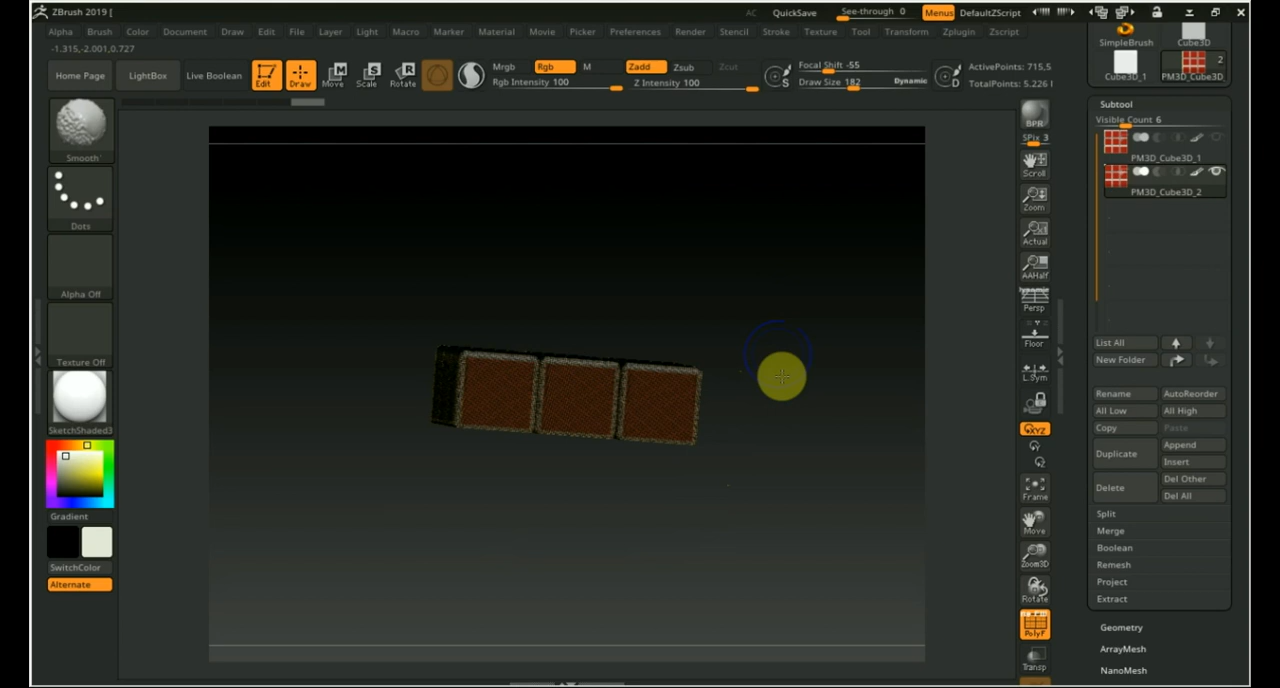 ZBrush 2019 [
AC QuickSave See-through 0 Menus DefaultZScript
Alpha Brush Color Document Draw Edit File Layer Light Macro Marker Material Movie Picker Preferences Render Stencil Stroke Texture Tool Transform Zplugin Zscript
-1.315,-2.001,0.727
Home Page LightBox Live Boolean Edit Draw Move Scale Rotate
Mrgb Rgb M Zadd Zsub Zcut
Rgb Intensity 100 Z Intensity 100
Focal Shift -55
Draw Size 182 Dynamic
ActivePoints: 715,5
TotalPoints: 5.226 l
S
D
SimpleBrush Cube3D
2
Cube3D_1 PM3D_Cube3D
Smooth
Dots
Alpha Off
Texture Off
SketchShaded3
Gradient
SwitchColor
Alternate
BPR
SPix 3
Scroll
Zoom
Actual
AAHalf
Dynamic
Persp
Floor
L.Sym
XYZ
Frame
Move
Zoom3D
Rotate
PolyF
Transp
Subtool
Visible Count 6
PM3D_Cube3D_1
PM3D_Cube3D_2
List All
New Folder
Rename AutoReorder
All Low All High
Copy Paste
Duplicate Append
Insert
Delete Del Other
Del All
Split
Merge
Boolean
Remesh
Project
Extract
Geometry
ArrayMesh
NanoMesh